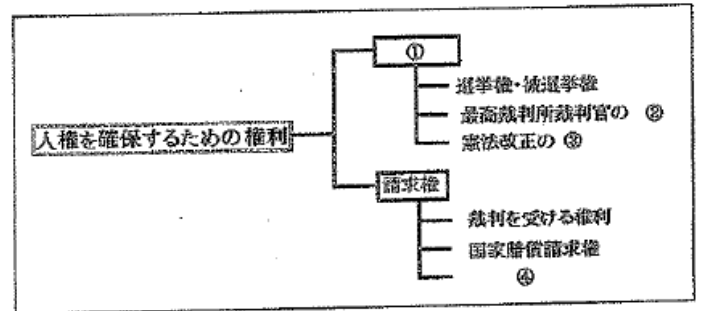 ①
選挙権・被選挙権
最高裁判所裁判官の ②
憲法改正の ③
人権を確保するための権利
請求権
裁判を受ける権利
国家賠償請求権
④